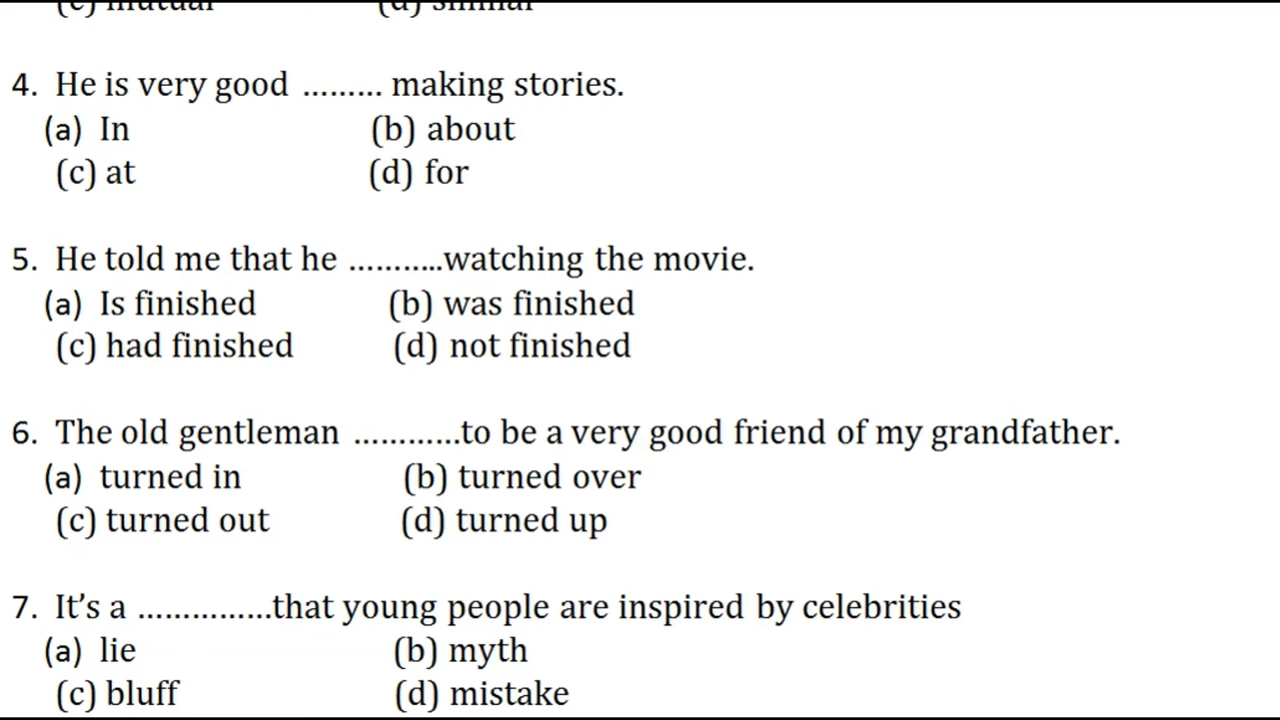 (c) mutual (d) similar
4. He is very good ......... making stories.
(a) In (b) about
(c) at (d) for
5. He told me that he ...........watching the movie.
(a) Is finished (b) was finished
(c) had finished (d) not finished
6. The old gentleman ............to be a very good friend of my grandfather.
(a) turned in (b) turned over
(c) turned out (d) turned up
7. It’s a ...............that young people are inspired by celebrities
(a) lie (b) myth
(c) bluff (d) mistake